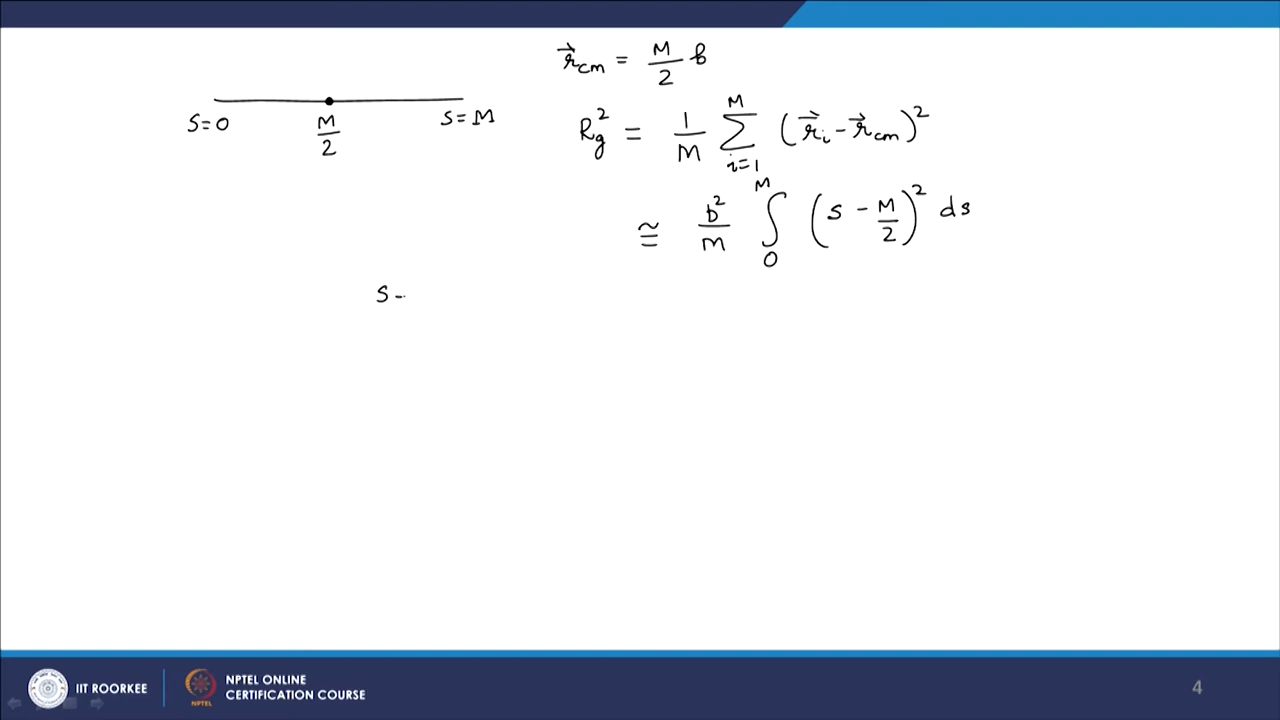 r⃗cm = M/2 b
S=0 M/2 S=M
Rg² = 1/M ∑_{i=1}^{M} (r⃗i - r⃗cm)²
≅ b²/M ∫_0^M (s - M/2)² ds
S -
IIT ROORKEE
NPTEL ONLINE
CERTIFICATION COURSE
NPTEL
4